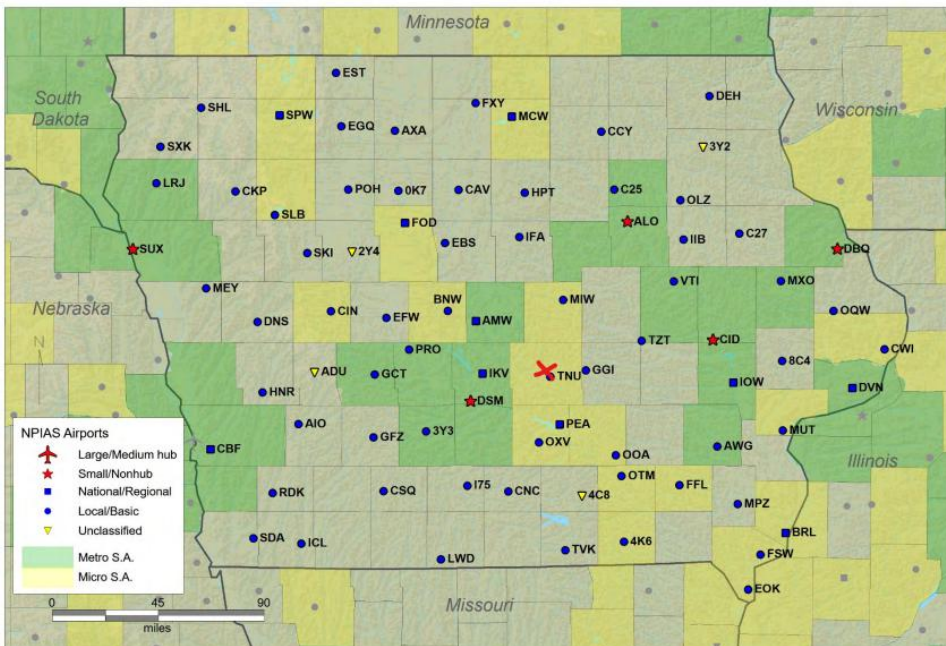 Minnesota
EST
DEH
South
Dakota
SHL
SPW
FXY
MCW
Wisconsin
EGQ
AXA
CCY
SXK
3Y2
LRJ
CKP
POH
0K7
CAV
HPT
C25
OLZ
SLB
FOD
ALO
SUX
SKI
2Y4
EBS
IFA
IIB
C27
DBQ
MEY
VTI
MXO
Nebraska
DNS
CIN
EFW
BNW
AMW
MIW
OQW
N
PRO
TZT
CID
CWI
ADU
GCT
IKV
TNU
GGI
8C4
HNR
DSM
IOW
DVN
NPIAS Airports
Large/Medium hub
Small/Nonhub
National/Regional
Local/Basic
Unclassified
Metro S.A.
Micro S.A.
AIO
GFZ
3Y3
PEA
MUT
CBF
OXV
OOA
AWG
Illinois
RDK
CSQ
I75
CNC
4C8
OTM
FFL
MPZ
SDA
ICL
LWD
TVK
4K6
BRL
FSW
EOK
0 45 90
miles
Missouri